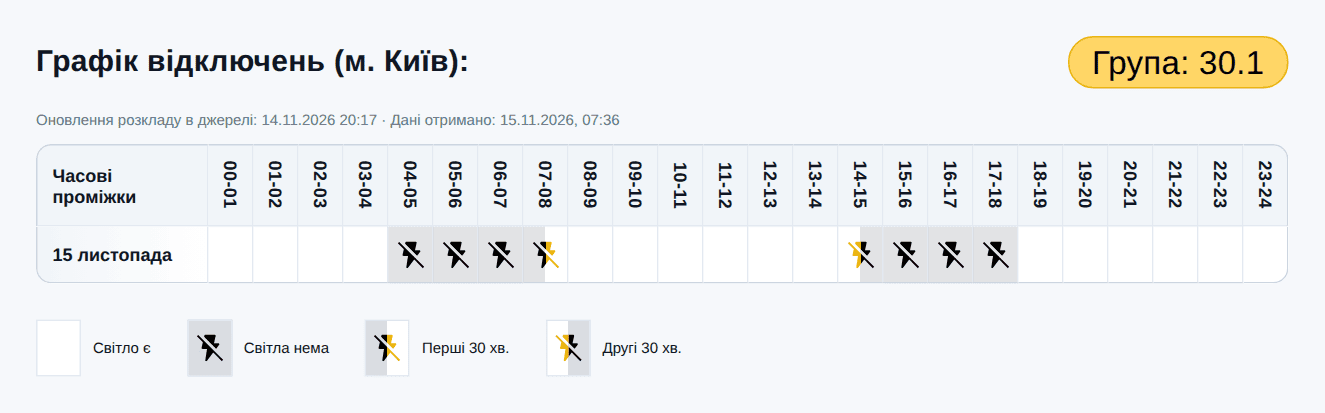 Графік відключень (м. Київ):
Група: 30.1
Оновлення розкладу в джерелі: 14.11.2026 20:17 · Дані отримано: 15.11.2026, 07:36
Часові
проміжки
00-01
01-02
02-03
03-04
04-05
05-06
06-07
07-08
08-09
09-10
10-11
11-12
12-13
13-14
14-15
15-16
16-17
17-18
18-19
19-20
20-21
21-22
22-23
23-24
15 листопада
Світло є
Світла нема
Перші 30 хв.
Другі 30 хв.